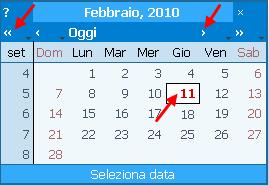 ? Febbraio, 2010 ×
« ‹ Oggi › »
set Dom Lun Mar Mer Gio Ven Sab
4 1 2 3 4 5 6
5 7 8 9 10 11 12 13
6 14 15 16 17 18 19 20
7 21 22 23 24 25 26 27
8 28
Seleziona data